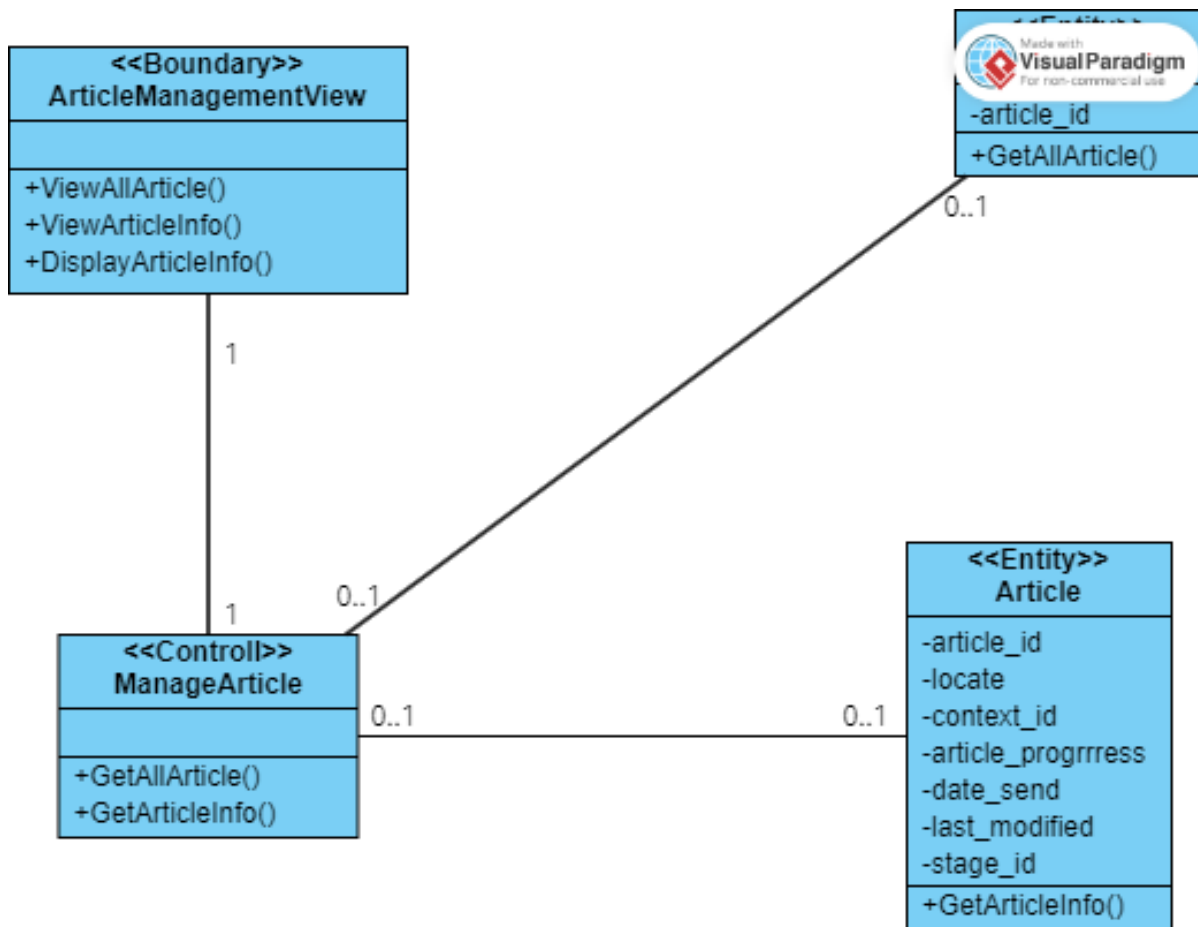 <<Boundary>>
ArticleManagementView
+ViewAllArticle()
+ViewArticleInfo()
+DisplayArticleInfo()
<<Entity>>
Made with
Visual Paradigm
For non-commercial use
-article_id
+GetAllArticle()
0..1
1
0..1
1
<<Controll>>
ManageArticle
+GetAllArticle()
+GetArticleInfo()
0..1
0..1
<<Entity>>
Article
-article_id
-locate
-context_id
-article_progrrress
-date_send
-last_modified
-stage_id
+GetArticleInfo()